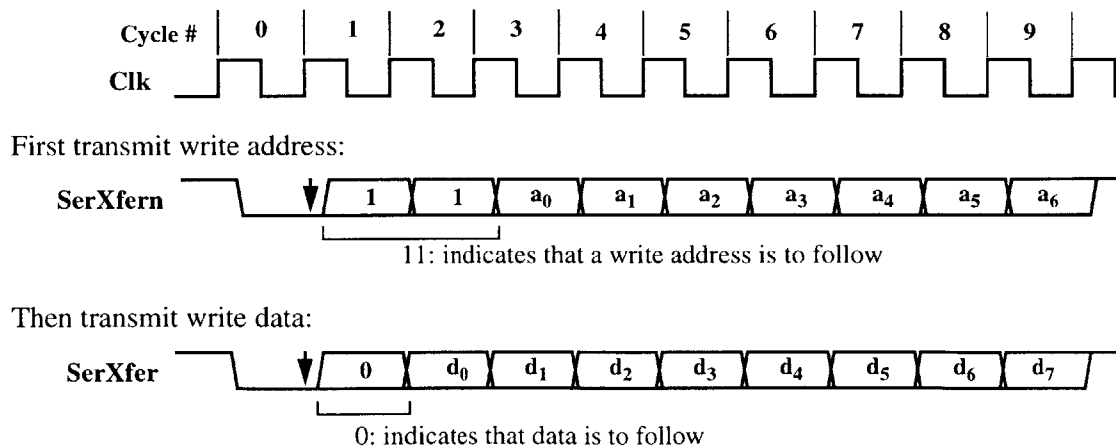 Cycle # 0 1 2 3 4 5 6 7 8 9
Clk
First transmit write address:
SerXfern 1 1 a₀ a₁ a₂ a₃ a₄ a₅ a₆
11: indicates that a write address is to follow
Then transmit write data:
SerXfer 0 d₀ d₁ d₂ d₃ d₄ d₅ d₆ d₇
0: indicates that data is to follow